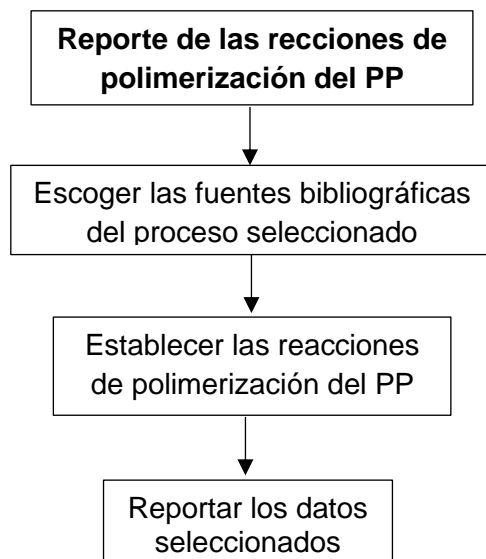 Reporte de las recciones de
polimerización del PP
Escoger las fuentes bibliográficas
del proceso seleccionado
Establecer las reacciones
de polimerización del PP
Reportar los datos
seleccionados